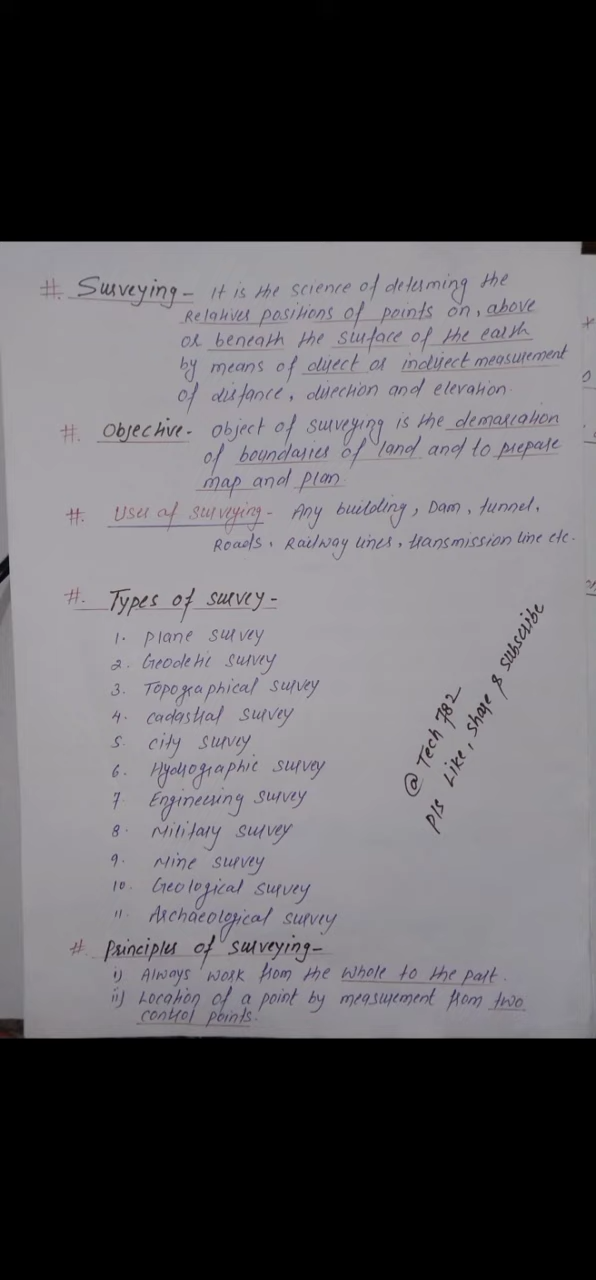 #. Surveying - It is the science of determing the
Relative positions of points on, above
or beneath the surface of the earth
by means of direct or indirect measurement
of distance, direction and elevation.
#. Objective - object of surveying is the demarcation
of boundaries of land and to prepare
map and plan.
#. Uses of surveying - Any building, Dam, tunnel,
Roads, Railway lines, transmission line etc.
#. Types of survey -
1. Plane survey
2. Geodetic survey
3. Topographical survey
4. cadastral survey
5. city survey
6. Hydrographic survey
7. Engineering survey
8. Military survey
9. Mine survey
10. Geological survey
11. Archaeological survey
@ Tech 782
Pls Like, Share & subscribe
#. Principles of surveying -
i) Always work from the whole to the part.
ii) Location of a point by measurement from two
control points.